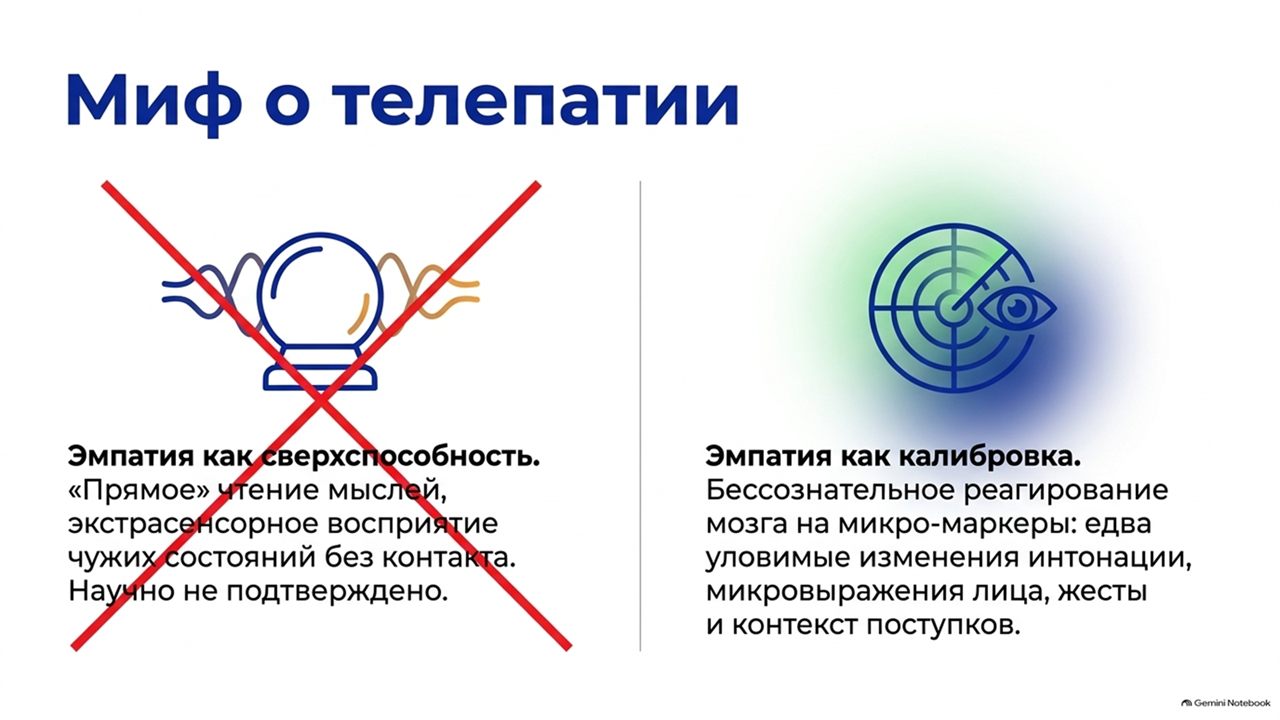 Миф о телепатии
Эмпатия как сверхспособность.
«Прямое» чтение мыслей,
экстрасенсорное восприятие
чужих состояний без контакта.
Научно не подтверждено.
Эмпатия как калибровка.
Бессознательное реагирование
мозга на микро-маркеры: едва
уловимые изменения интонации,
микровыражения лица, жесты
и контекст поступков.
Gemini Notebook